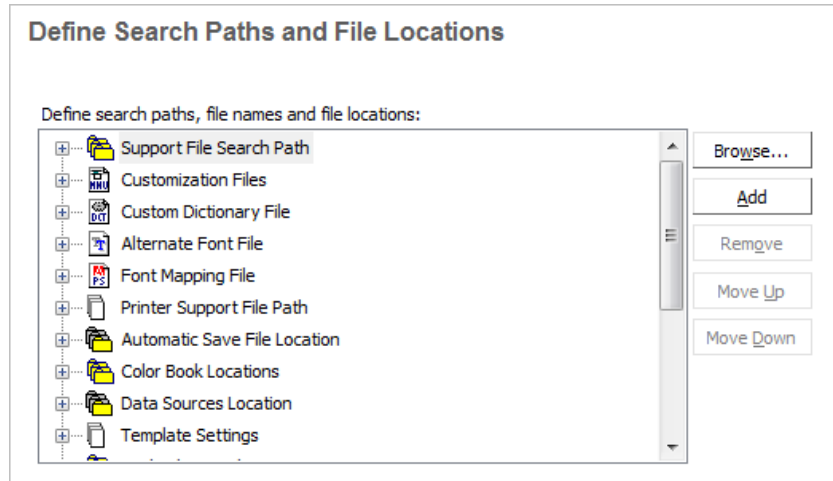 Define Search Paths and File Locations
Define search paths, file names and file locations:
Support File Search Path
Customization Files
Custom Dictionary File
Alternate Font File
Font Mapping File
Printer Support File Path
Automatic Save File Location
Color Book Locations
Data Sources Location
Template Settings
Browse...
Add
Remove
Move Up
Move Down